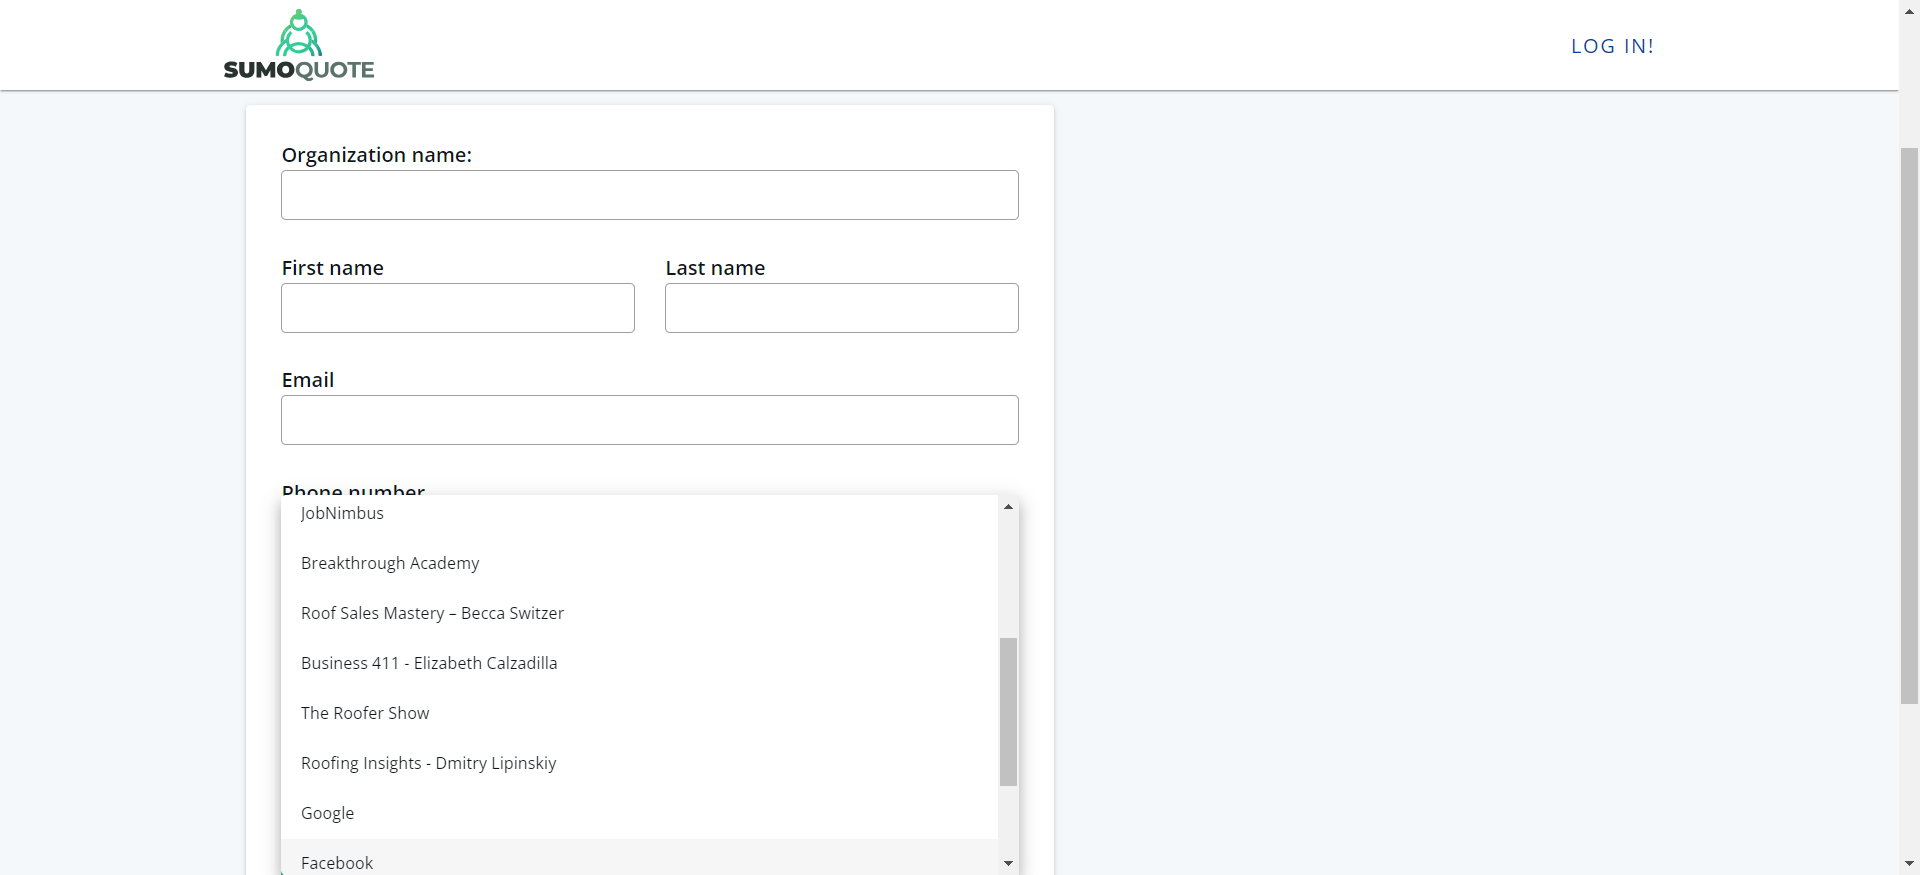 SUMOQUOTE
LOG IN!
Organization name:
First name
Last name
Email
Phone number
JobNimbus
Breakthrough Academy
Roof Sales Mastery – Becca Switzer
Business 411 - Elizabeth Calzadilla
The Roofer Show
Roofing Insights - Dmitry Lipinskiy
Google
Facebook